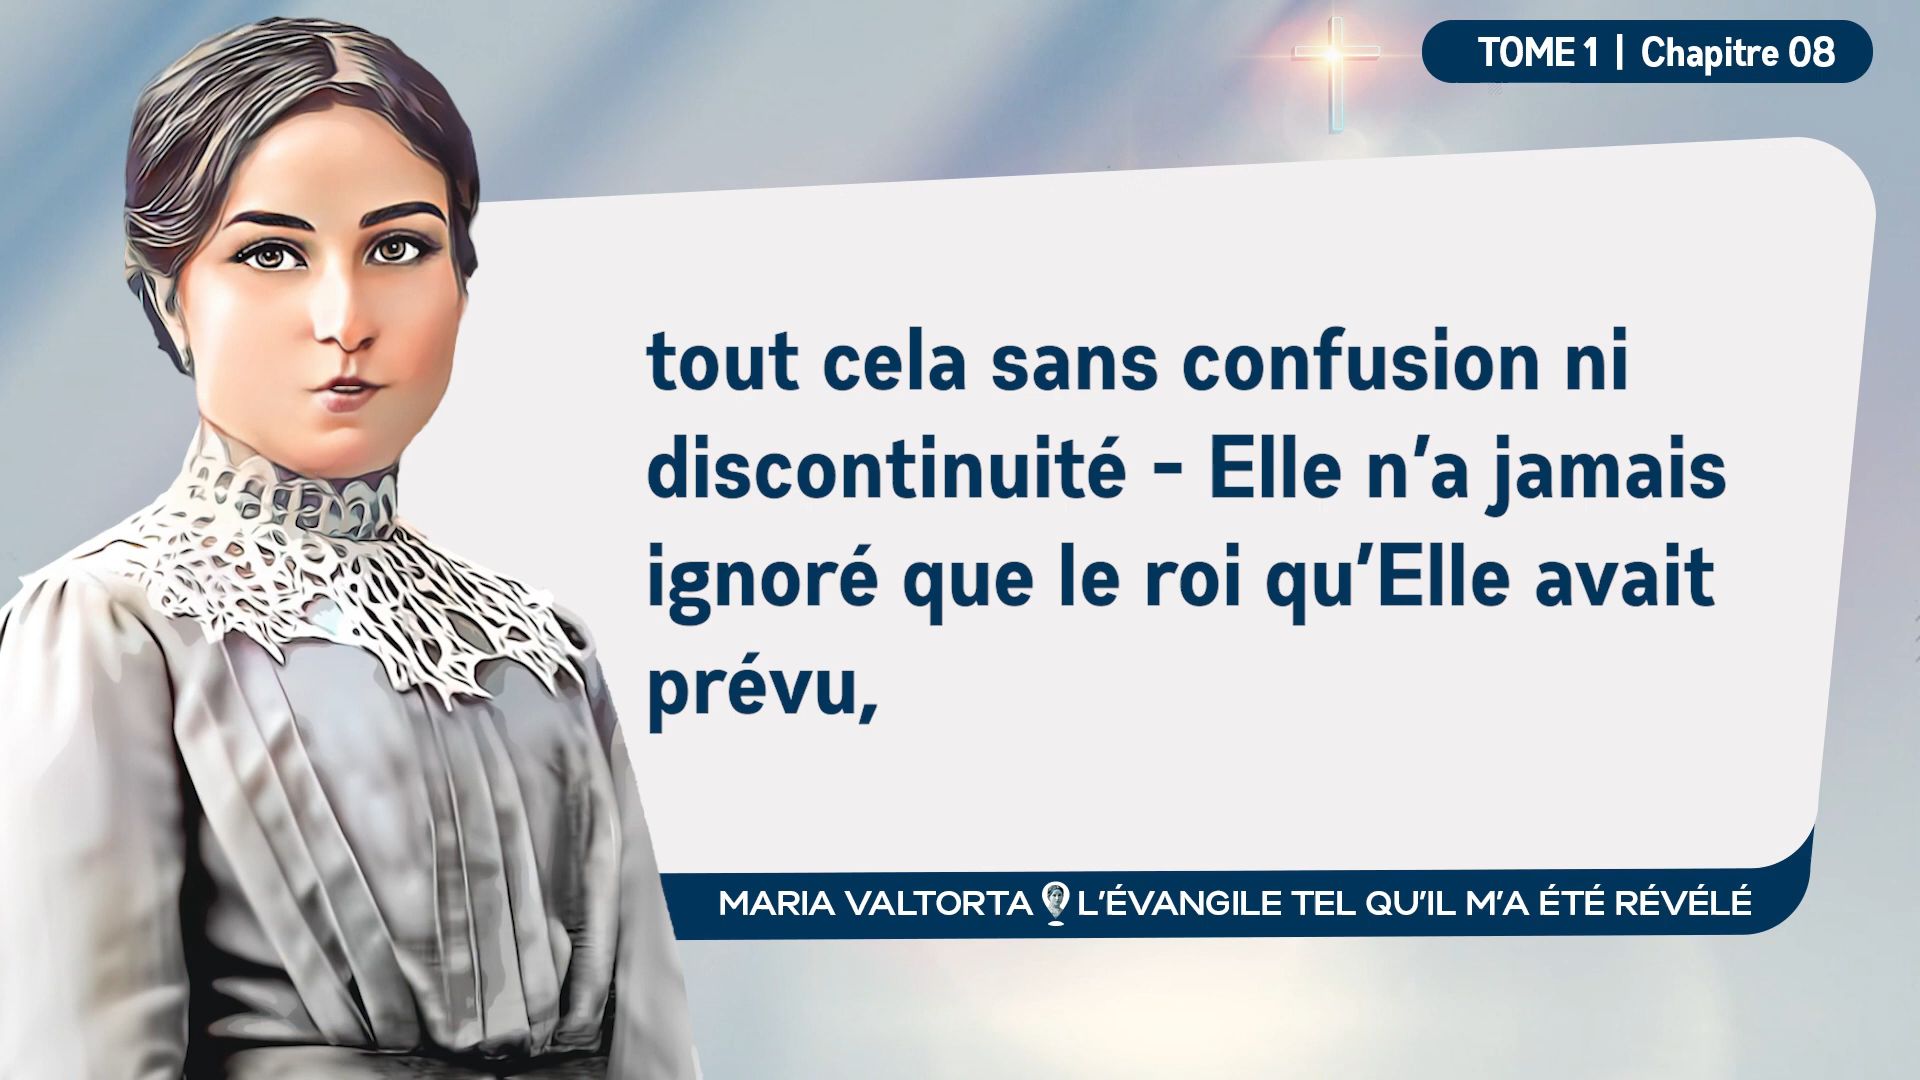 TOME 1 | Chapitre 08
tout cela sans confusion ni
discontinuité - Elle n’a jamais
ignoré que le roi qu’Elle avait
prévu,
MARIA VALTORTA L’ÉVANGILE TEL QU’IL M’A ÉTÉ RÉVÉLÉ